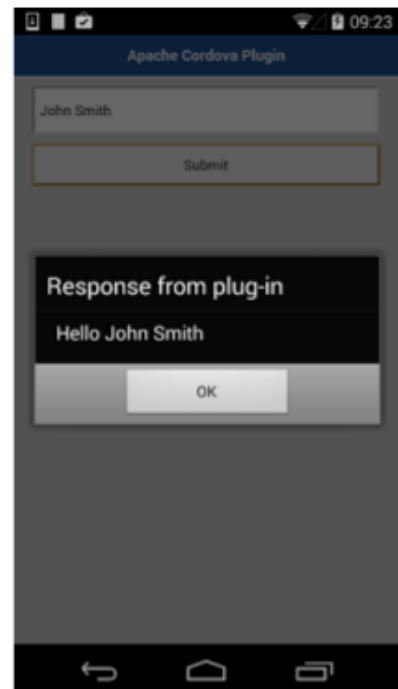 09:23
Apache Cordova Plugin
John Smith
Submit
Response from plug-in
Hello John Smith
OK